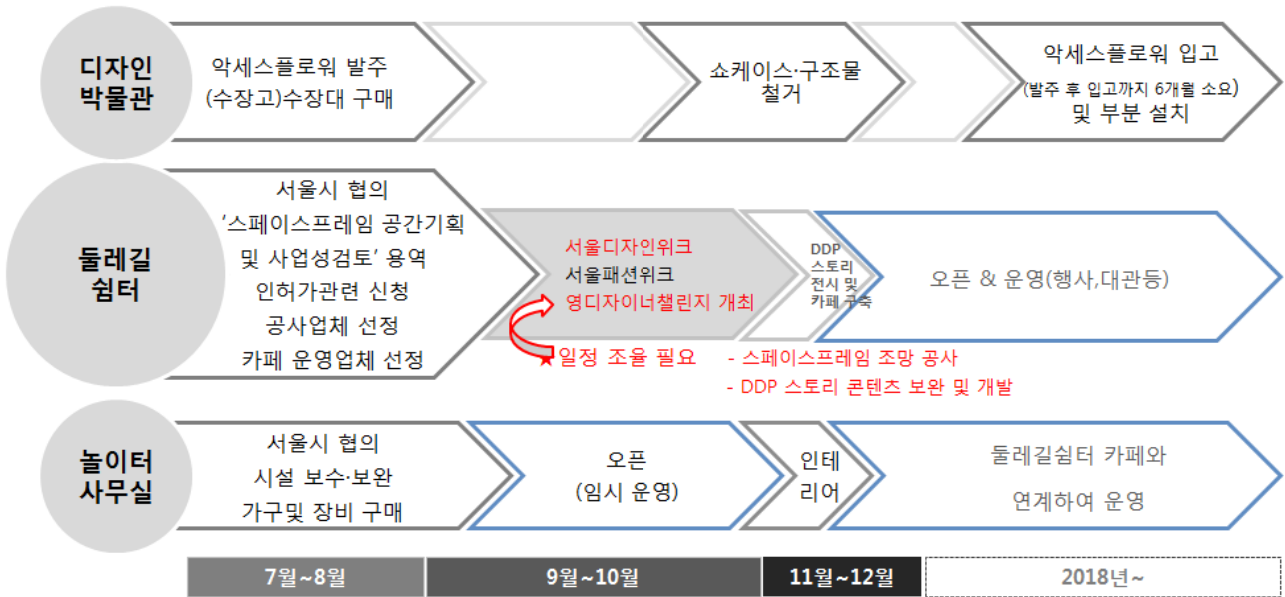 디자인
박물관
악세스플로워 발주
(수장고)수장대 구매
쇼케이스·구조물
철거
악세스플로워 입고
(발주 후 입고까지 6개월 소요)
및 부분 설치
둘레길
쉼터
서울시 협의
‘스페이스프레임 공간기획
및 사업성검토’ 용역
인허가관련 신청
공사업체 선정
카페 운영업체 선정
서울디자인위크
서울패션위크
영디자이너챌린지 개최
DDP
스토리
전시 및
카페 구축
오픈 & 운영(행사,대관등)
★일정 조율 필요
- 스페이스프레임 조망 공사
- DDP 스토리 콘텐츠 보완 및 개발
놀이터
사무실
서울시 협의
시설 보수·보완
가구및 장비 구매
오픈
(임시 운영)
인테
리어
둘레길쉼터 카페와
연계하여 운영
7월~8월
9월~10월
11월~12월
2018년~